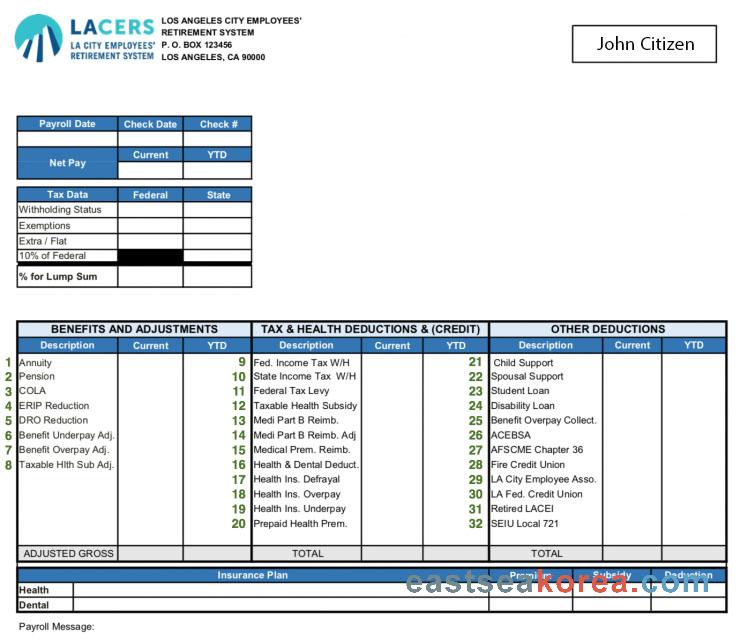 LACERS
LA CITY EMPLOYEES'
RETIREMENT SYSTEM
LOS ANGELES CITY EMPLOYEES'
RETIREMENT SYSTEM
P. O. BOX 123456
LOS ANGELES, CA 90000
John Citizen
Payroll Date Check Date Check #
Net Pay Current YTD
Tax Data Federal State
Withholding Status
Exemptions
Extra / Flat
10% of Federal
% for Lump Sum
BENEFITS AND ADJUSTMENTS TAX & HEALTH DEDUCTIONS & (CREDIT) OTHER DEDUCTIONS
Description Current YTD Description Current YTD Description Current YTD
1 Annuity 9 Fed. Income Tax W/H 21 Child Support
2 Pension 10 State Income Tax W/H 22 Spousal Support
3 COLA 11 Federal Tax Levy 23 Student Loan
4 ERIP Reduction 12 Taxable Health Subsidy 24 Disability Loan
5 DRO Reduction 13 Medi Part B Reimb. 25 Benefit Overpay Collect.
6 Benefit Underpay Adj. 14 Medi Part B Reimb. Adj 26 ACEBSA
7 Benefit Overpay Adj. 15 Medical Prem. Reimb. 27 AFSCME Chapter 36
8 Taxable Hlth Sub Adj. 16 Health & Dental Deduct. 28 Fire Credit Union
17 Health Ins. Defrayal 29 LA City Employee Asso.
18 Health Ins. Overpay 30 LA Fed. Credit Union
19 Health Ins. Underpay 31 Retired LACEI
20 Prepaid Health Prem. 32 SEIU Local 721
ADJUSTED GROSS TOTAL TOTAL
Insurance Plan Premium Subsidy Deduction
eastseakorea.com
Health
Dental
Payroll Message: